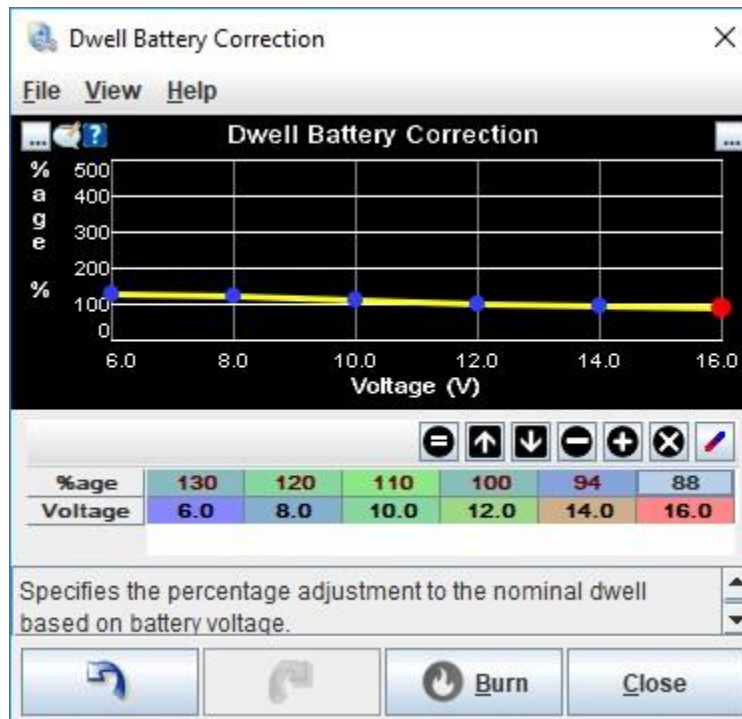 Dwell Battery Correction
File View Help
... ? Dwell Battery Correction ...
%age %
500
400
300
200
100
0
6.0 8.0 10.0 12.0 14.0 16.0
Voltage (V)
%age 130 120 110 100 94 88
Voltage 6.0 8.0 10.0 12.0 14.0 16.0
Specifies the percentage adjustment to the nominal dwell
based on battery voltage.
Burn Close